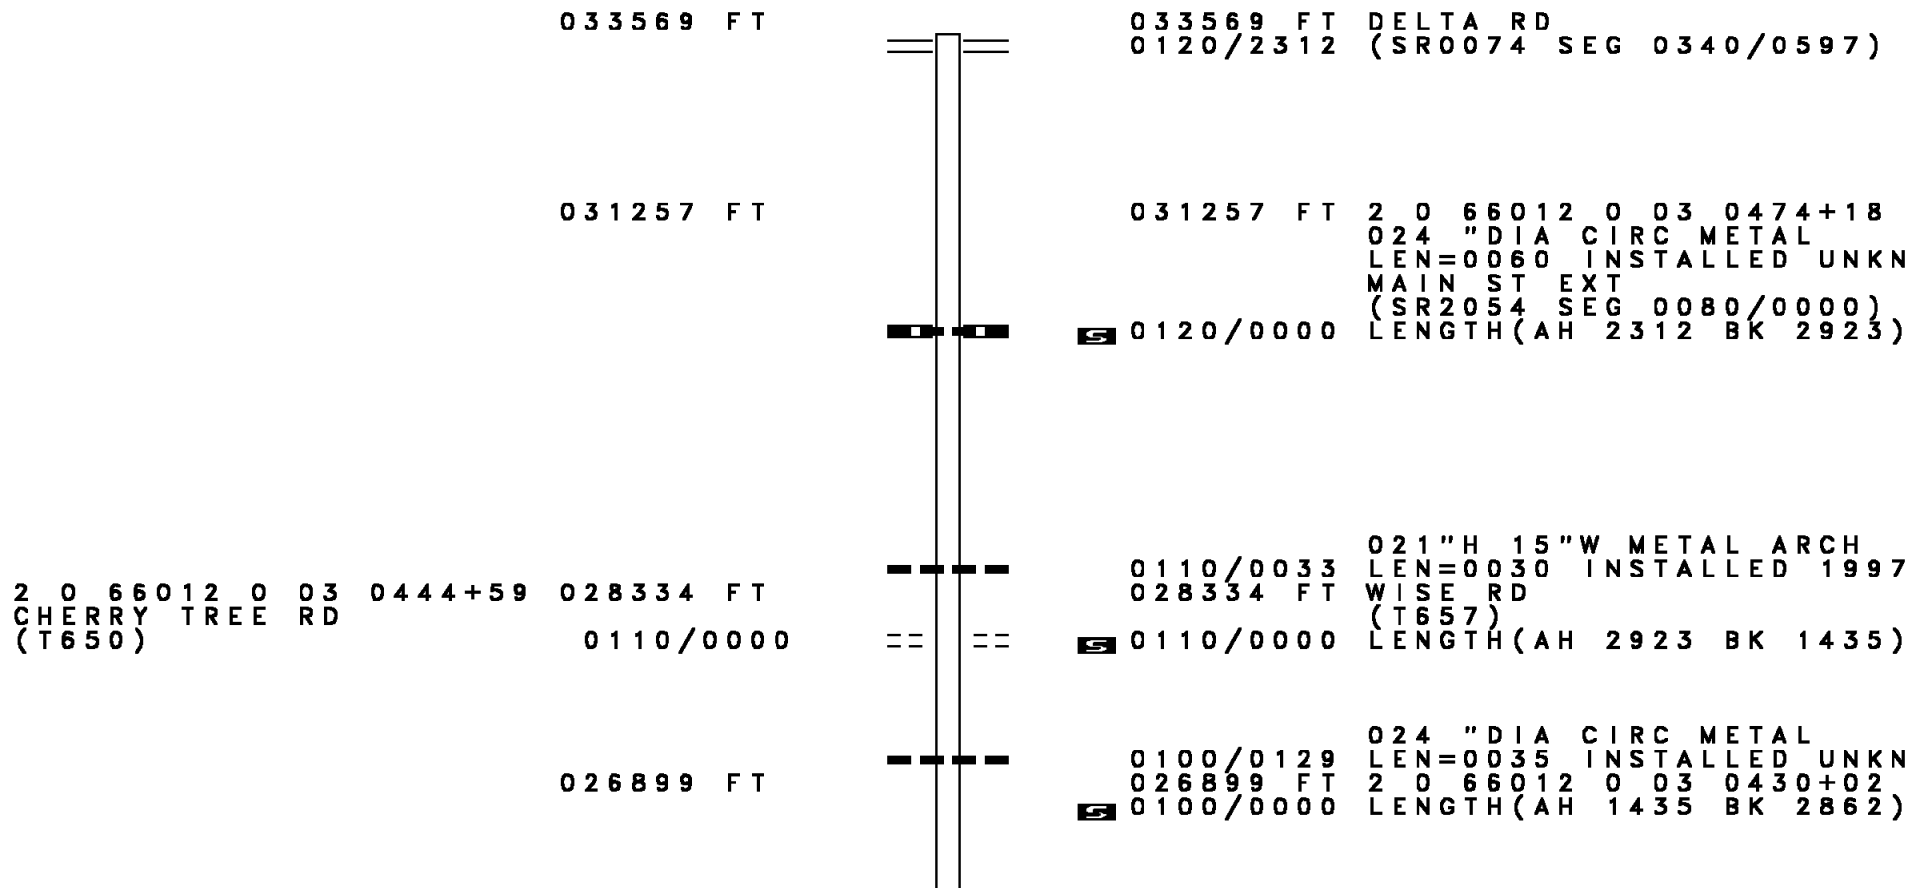 033569 FT 033569 FT DELTA RD
0120/2312 (SR0074 SEG 0340/0597)
031257 FT 031257 FT 2 0 66012 0 03 0474+18
024 "DIA CIRC METAL
LEN=0060 INSTALLED UNKN
MAIN ST EXT
(SR2054 SEG 0080/0000)
S 0120/0000 LENGTH(AH 2312 BK 2923)
021"H 15"W METAL ARCH
0110/0033 LEN=0030 INSTALLED 1997
2 0 66012 0 03 0444+59 028334 FT 028334 FT WISE RD
CHERRY TREE RD (T657)
(T650) 0110/0000 S 0110/0000 LENGTH(AH 2923 BK 1435)
024 "DIA CIRC METAL
0100/0129 LEN=0035 INSTALLED UNKN
026899 FT 026899 FT 2 0 66012 0 03 0430+02
S 0100/0000 LENGTH(AH 1435 BK 2862)